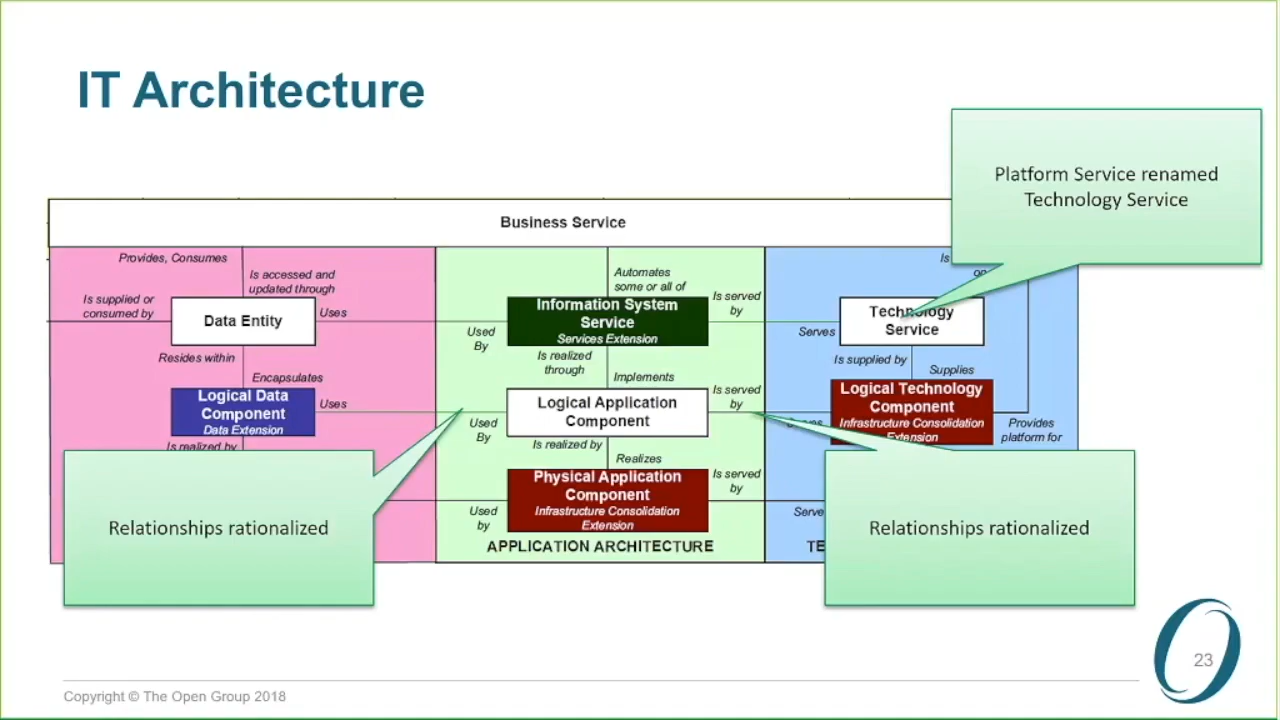 IT Architecture
Platform Service renamed
Technology Service
Business Service
Provides, Consumes
Is accessed and
updated through
Is supplied or
consumed by
Data Entity
Uses
Resides within
Encapsulates
Logical Data
Component
Data Extension
Uses
Is realized by
Relationships rationalized
Automates
some or all of
Information System
Service
Services Extension
Used
By
Is served
by
Is realized
through
Implements
Logical Application
Component
Used
By
Is served
by
Is realized by
Realizes
Physical Application
Component
Infrastructure Consolidation
Extension
Used
by
Is served
by
APPLICATION ARCHITECTURE
Is
on
Technology
Service
Serves
Is supplied by
Supplies
Logical Technology
Component
Infrastructure Consolidation
Extension
Serves
Provides
platform for
Serve
TE
Relationships rationalized
23
Copyright © The Open Group 2018